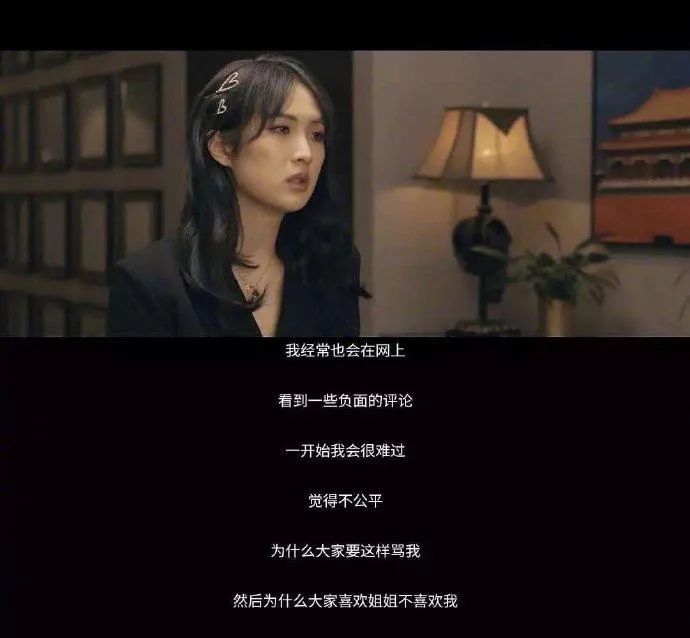 我经常也会在网上
看到一些负面的评论
一开始我会很难过
觉得不公平
为什么大家要这样骂我
然后为什么大家喜欢姐姐不喜欢我